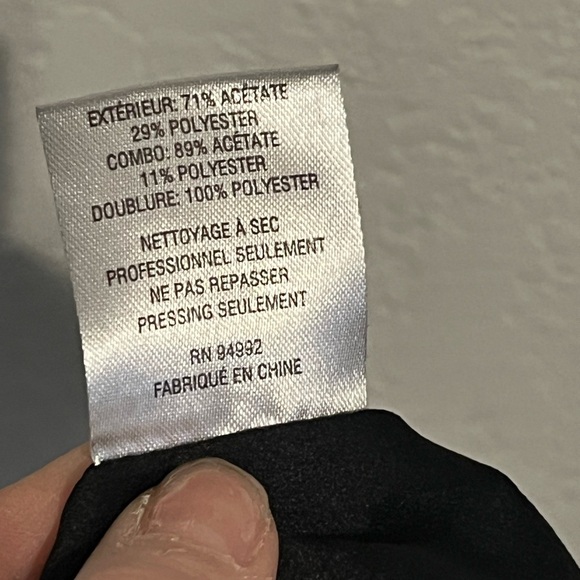 EXTÉRIEUR: 71% ACÉTATE
29% POLYESTER
COMBO: 89% ACÉTATE
11% POLYESTER
DOUBLURE: 100% POLYESTER
NETTOYAGE À SEC
PROFESSIONNEL SEULEMENT
NE PAS REPASSER
PRESSING SEULEMENT
RN 94992
FABRIQUÉ EN CHINE